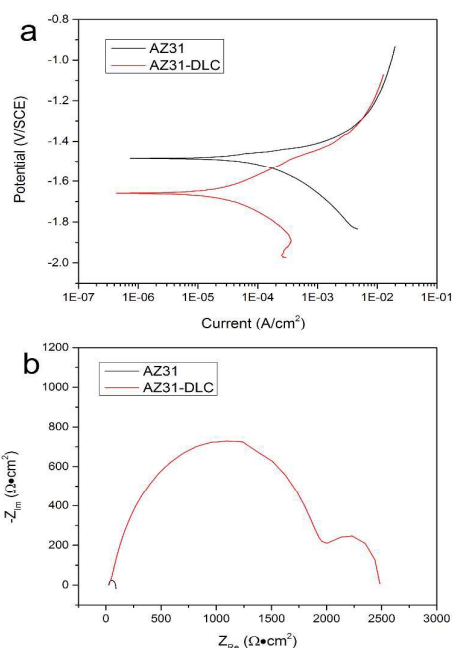 a
AZ31
AZ31-DLC
Potential (V/SCE)
-0.8
-1.0
-1.2
-1.4
-1.6
-1.8
-2.0
1E-07 1E-06 1E-05 1E-04 1E-03 1E-02 1E-01
Current (A/cm²)
b
AZ31
AZ31-DLC
-Z_Im (Ω•cm²)
1200
1000
800
600
400
200
0
0 500 1000 1500 2000 2500 3000
Z_Re (Ω•cm²)